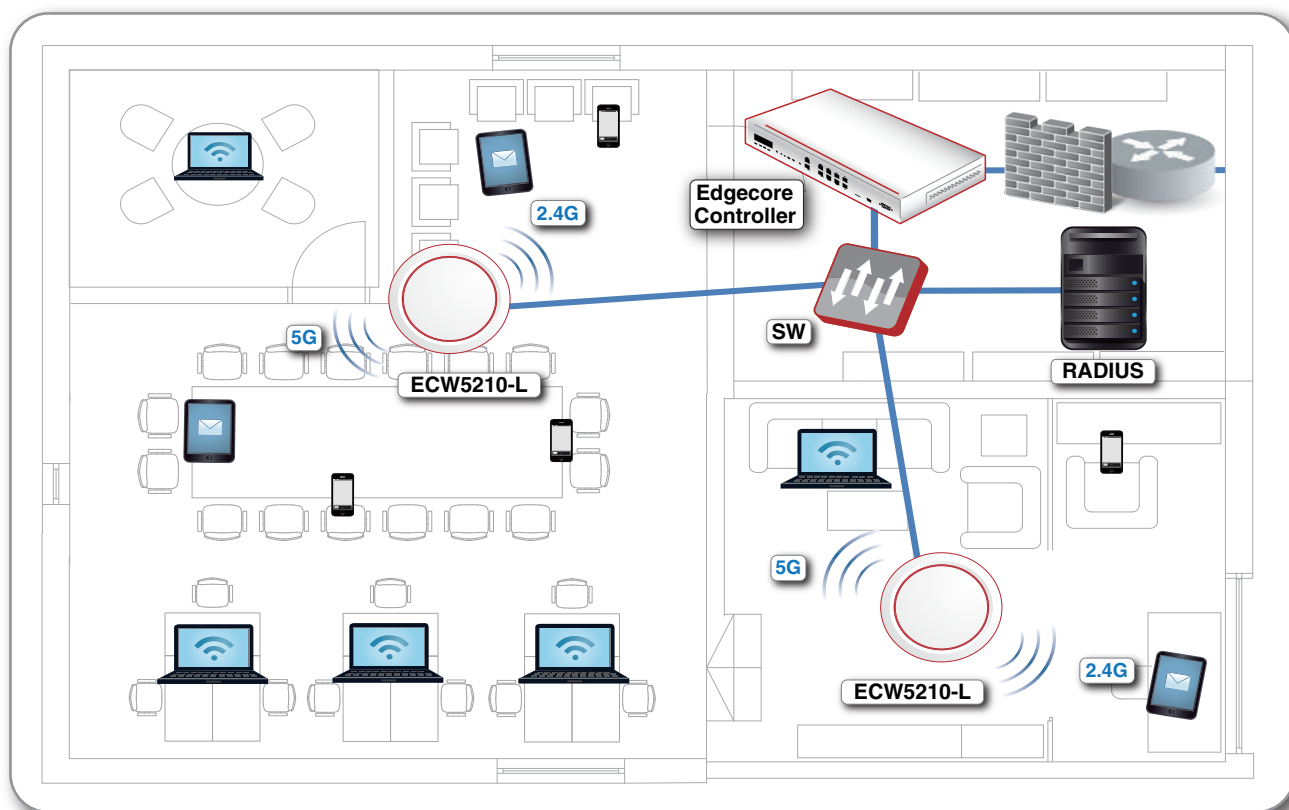 Edgecore
Controller
2.4G
SW
5G
RADIUS
ECW5210-L
5G
2.4G
ECW5210-L